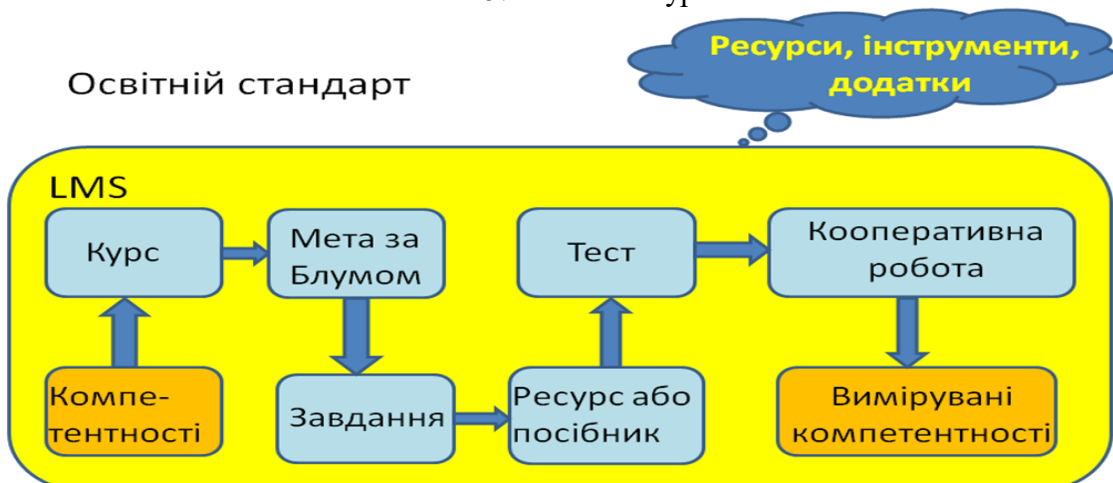 Ресурси, інструменти,
додатки
Освітній стандарт
LMS
Курс
Мета за
Блумом
Тест
Кооперативна
робота
Компе-
тентності
Завдання
Ресурс або
посібник
Вимірувані
компетентності